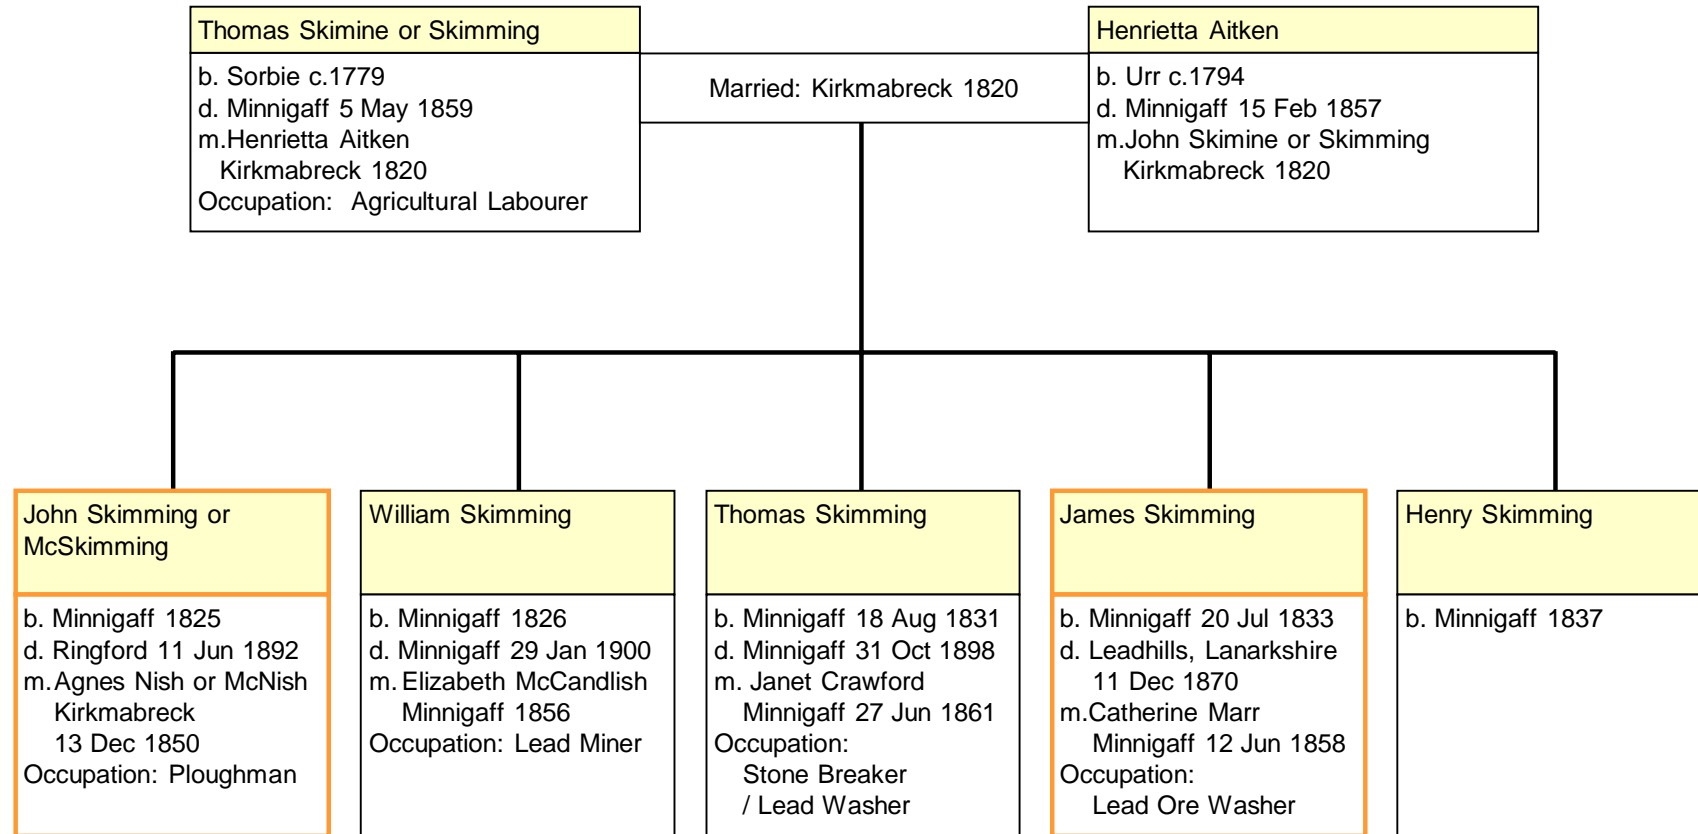 Thomas Skimine or Skimming
b. Sorbie c.1779
d. Minnigaff 5 May 1859
m.Henrietta Aitken
Kirkmabreck 1820
Occupation: Agricultural Labourer
Married: Kirkmabreck 1820
Henrietta Aitken
b. Urr c.1794
d. Minnigaff 15 Feb 1857
m.John Skimine or Skimming
Kirkmabreck 1820
John Skimming or
McSkimming
b. Minnigaff 1825
d. Ringford 11 Jun 1892
m.Agnes Nish or McNish
Kirkmabreck
13 Dec 1850
Occupation: Ploughman
William Skimming
b. Minnigaff 1826
d. Minnigaff 29 Jan 1900
m. Elizabeth McCandlish
Minnigaff 1856
Occupation: Lead Miner
Thomas Skimming
b. Minnigaff 18 Aug 1831
d. Minnigaff 31 Oct 1898
m. Janet Crawford
Minnigaff 27 Jun 1861
Occupation:
Stone Breaker
/ Lead Washer
James Skimming
b. Minnigaff 20 Jul 1833
d. Leadhills, Lanarkshire
11 Dec 1870
m.Catherine Marr
Minnigaff 12 Jun 1858
Occupation:
Lead Ore Washer
Henry Skimming
b. Minnigaff 1837